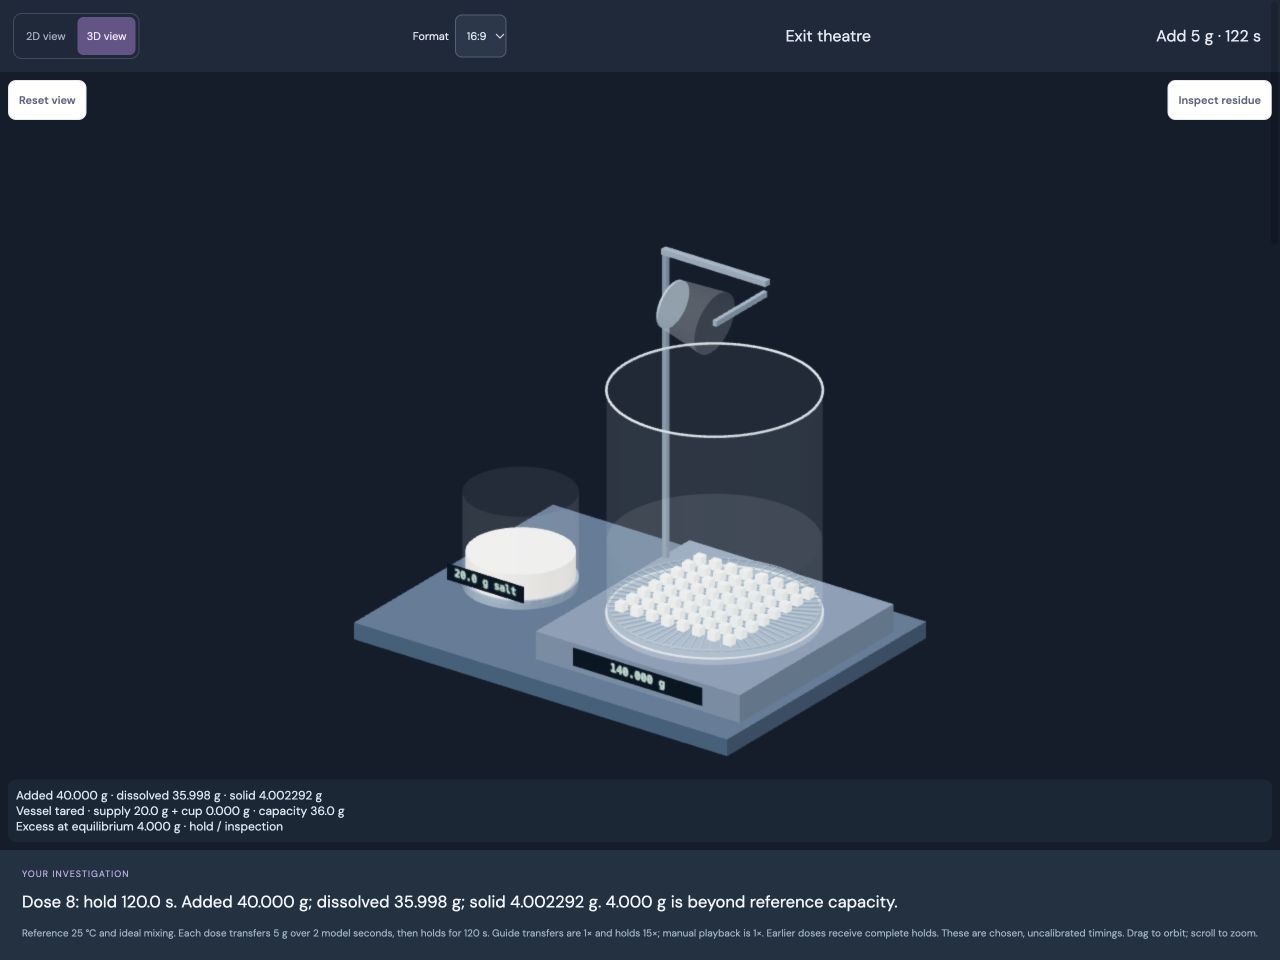 2D view
3D view
Format
16:9
Exit theatre
Add 5 g · 122 s
Reset view
Inspect residue
20.0 g salt
140.000 g
Added 40.000 g · dissolved 35.998 g · solid 4.002292 g
Vessel tared · supply 20.0 g + cup 0.000 g · capacity 36.0 g
Excess at equilibrium 4.000 g · hold / inspection
YOUR INVESTIGATION
Dose 8: hold 120.0 s. Added 40.000 g; dissolved 35.998 g; solid 4.002292 g. 4.000 g is beyond reference capacity.
Reference 25 °C and ideal mixing. Each dose transfers 5 g over 2 model seconds, then holds for 120 s. Guide transfers are 1× and holds 15×; manual playback is 1×. Earlier doses receive complete holds. These are chosen, uncalibrated timings. Drag to orbit; scroll to zoom.